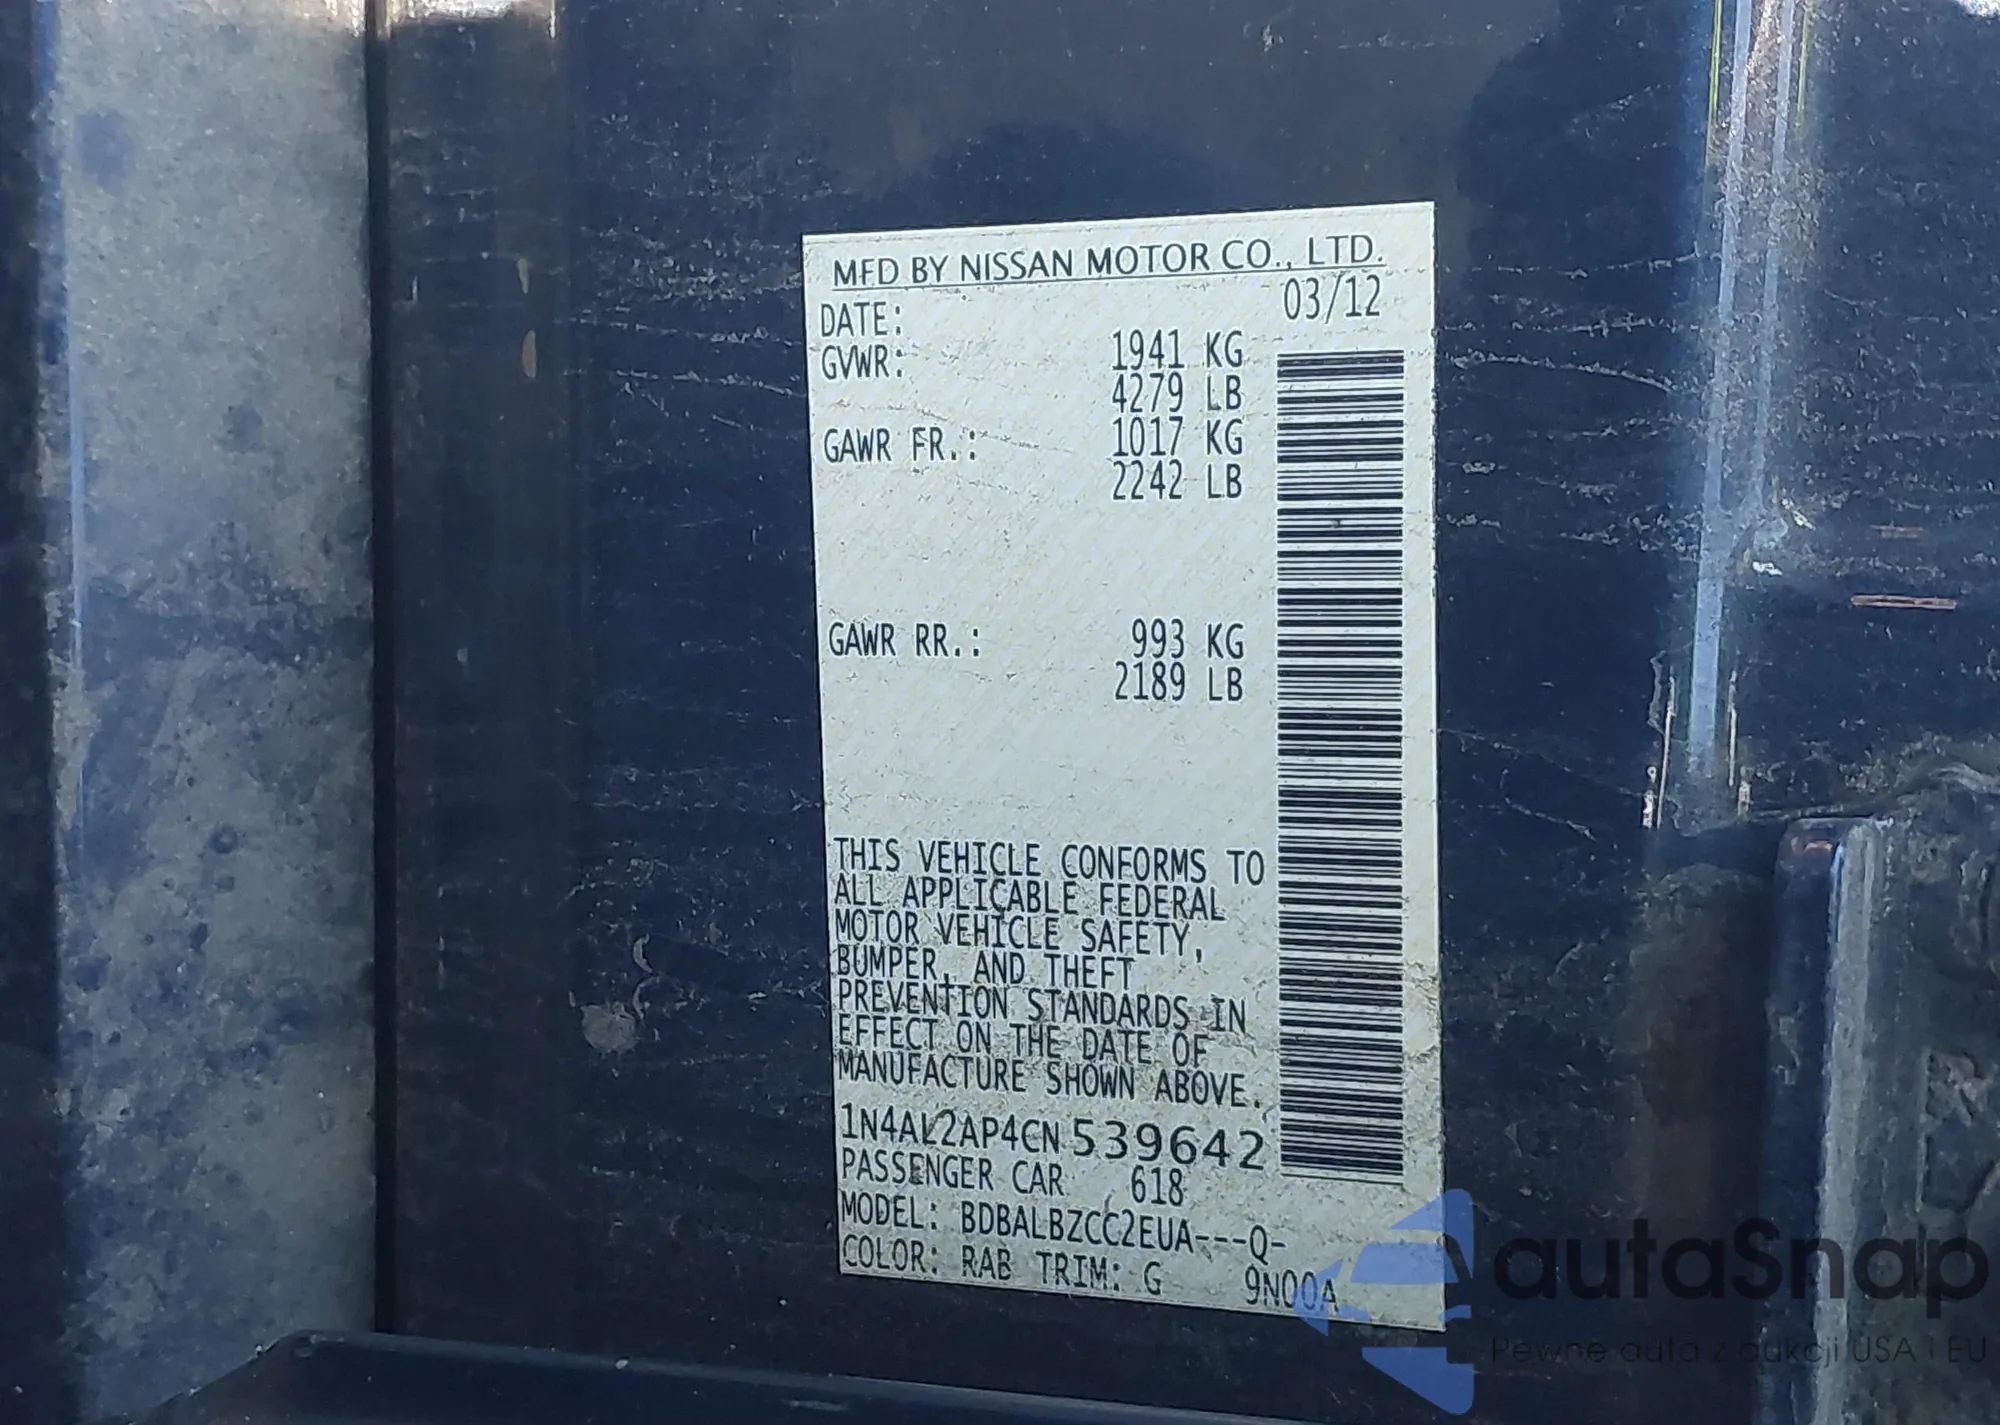 MFD BY NISSAN MOTOR CO., LTD.
DATE: 03/12
GVWR: 1941 KG
4279 LB
GAWR FR.: 1017 KG
2242 LB
GAWR RR.: 993 KG
2189 LB
THIS VEHICLE CONFORMS TO
ALL APPLICABLE FEDERAL
MOTOR VEHICLE SAFETY,
BUMPER, AND THEFT
PREVENTION STANDARDS IN
EFFECT ON THE DATE OF
MANUFACTURE SHOWN ABOVE.
1N4AL2AP4CN539642
PASSENGER CAR 618
MODEL: BDBALBZCC2EUA---Q-
COLOR: RAB TRIM: G 9N00A
autaSnap
Pewne auta z aukcji USA i EU